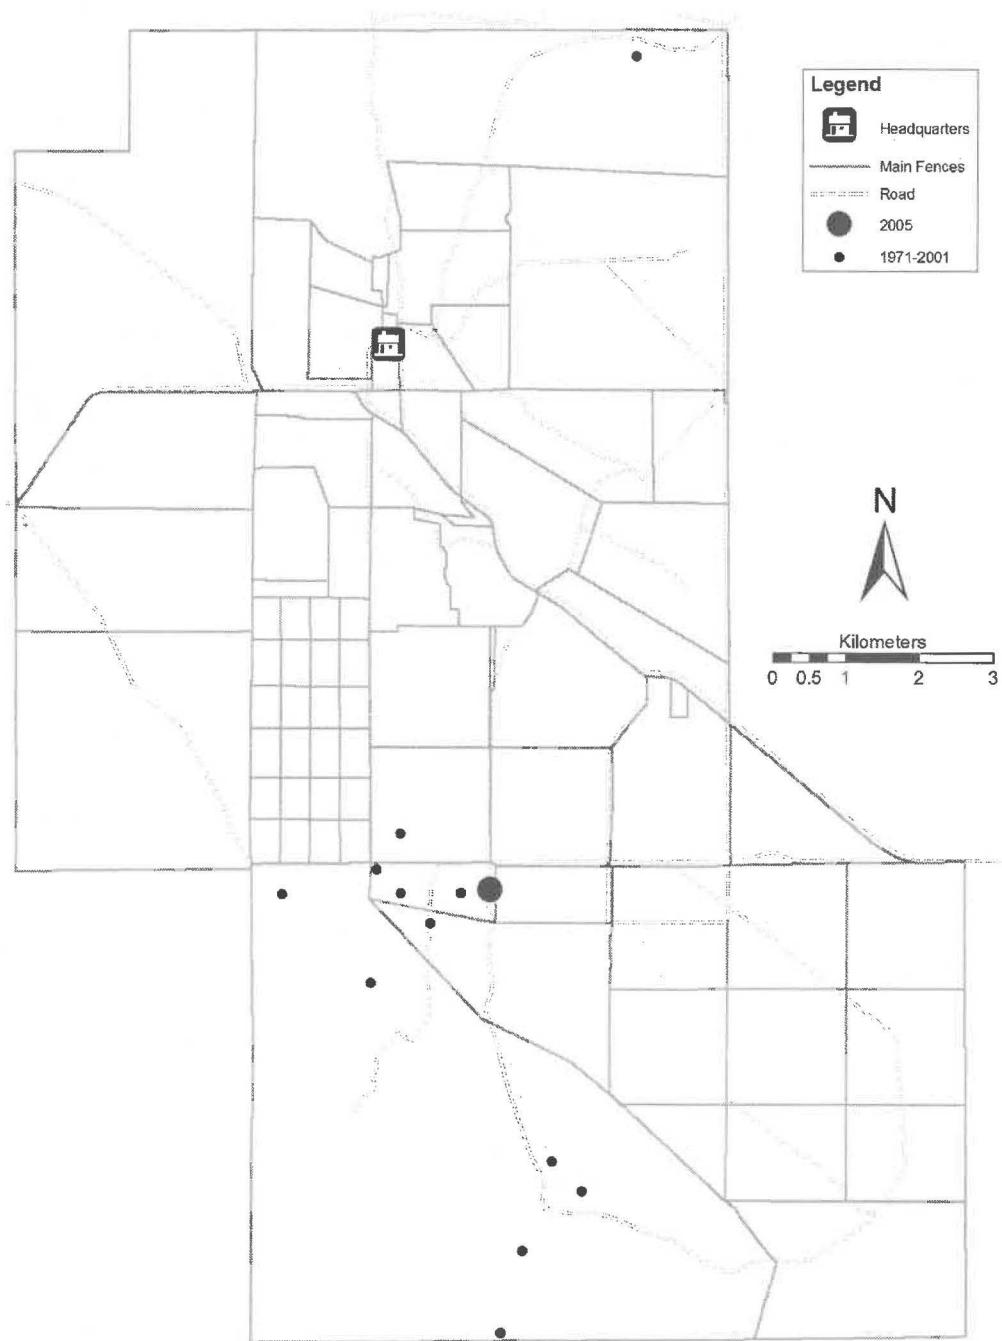 Legend
Headquarters
Main Fences
Road
2005
1971-2001
N
Kilometers
0 0.5 1 2 3